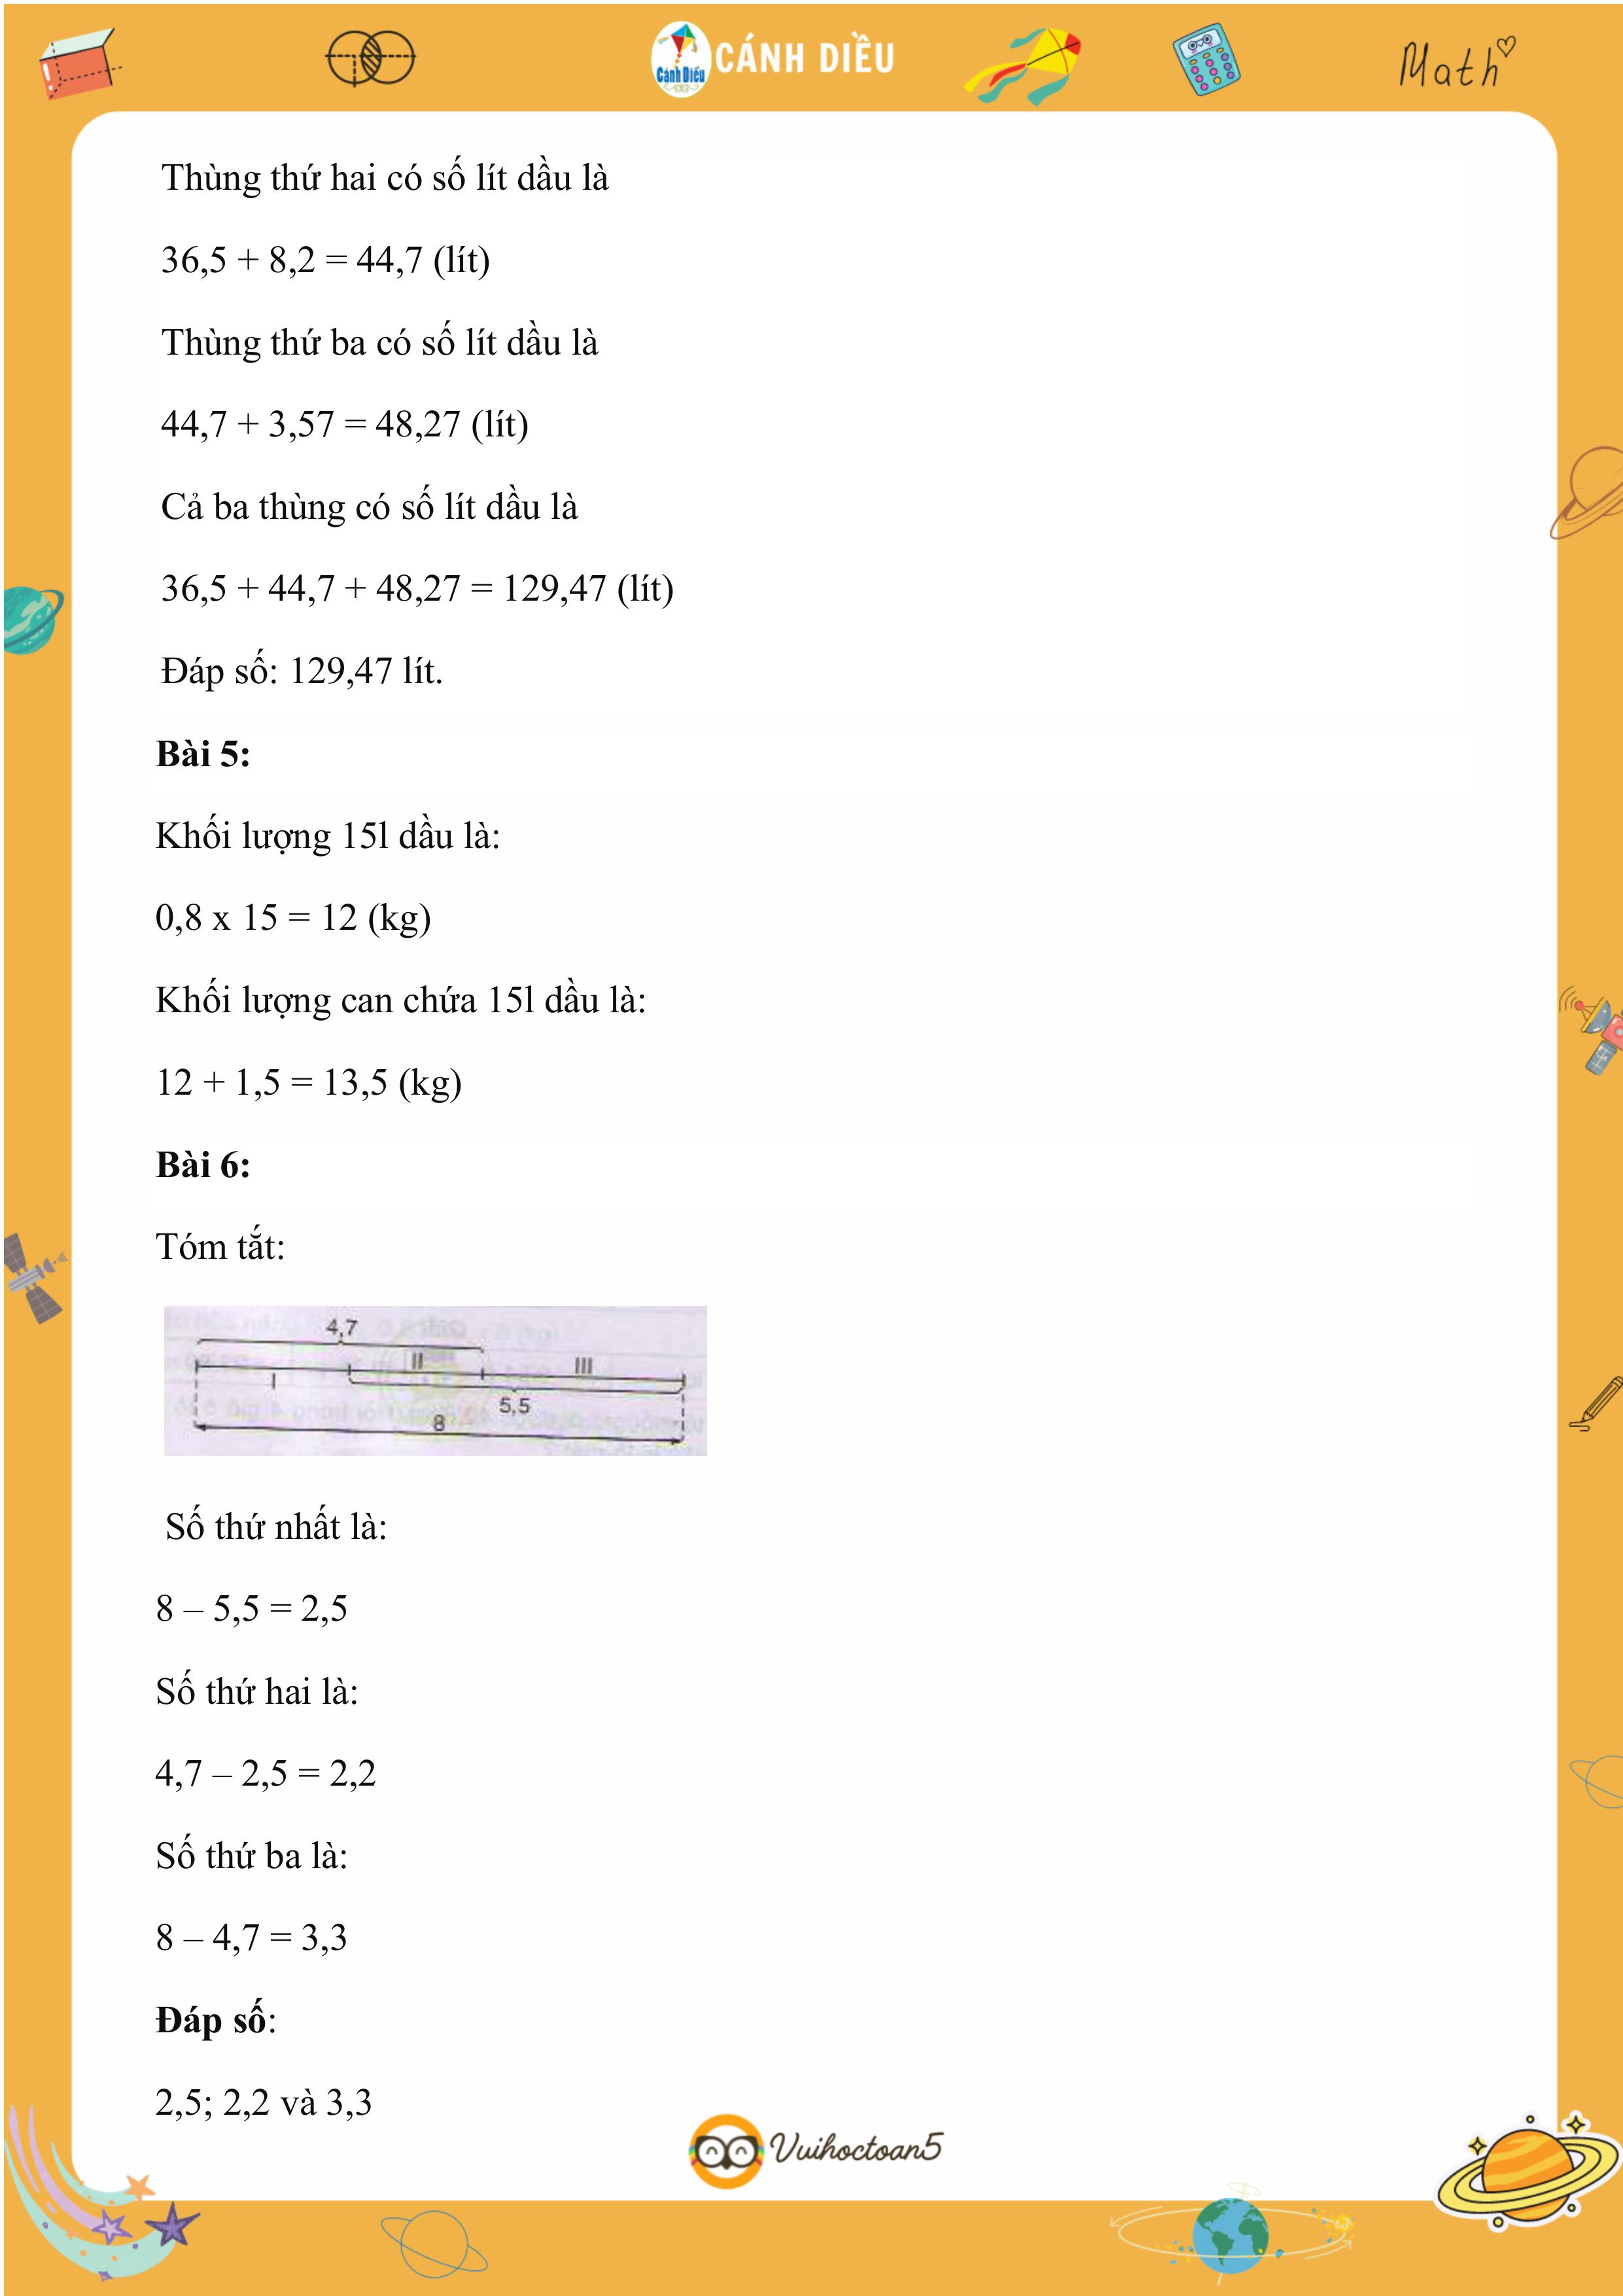 Cánh Diều
CÁNH DIỀU
Math
Thùng thứ hai có số lít dầu là
36,5 + 8,2 = 44,7 (lít)
Thùng thứ ba có số lít dầu là
44,7 + 3,57 = 48,27 (lít)
Cả ba thùng có số lít dầu là
36,5 + 44,7 + 48,27 = 129,47 (lít)
Đáp số: 129,47 lít.
Bài 5:
Khối lượng 15l dầu là:
0,8 x 15 = 12 (kg)
Khối lượng can chứa 15l dầu là:
12 + 1,5 = 13,5 (kg)
Bài 6:
Tóm tắt:
4,7
II
III
I
5,5
8
Số thứ nhất là:
8 – 5,5 = 2,5
Số thứ hai là:
4,7 – 2,5 = 2,2
Số thứ ba là:
8 – 4,7 = 3,3
Đáp số:
2,5; 2,2 và 3,3
Vuihoctoan5